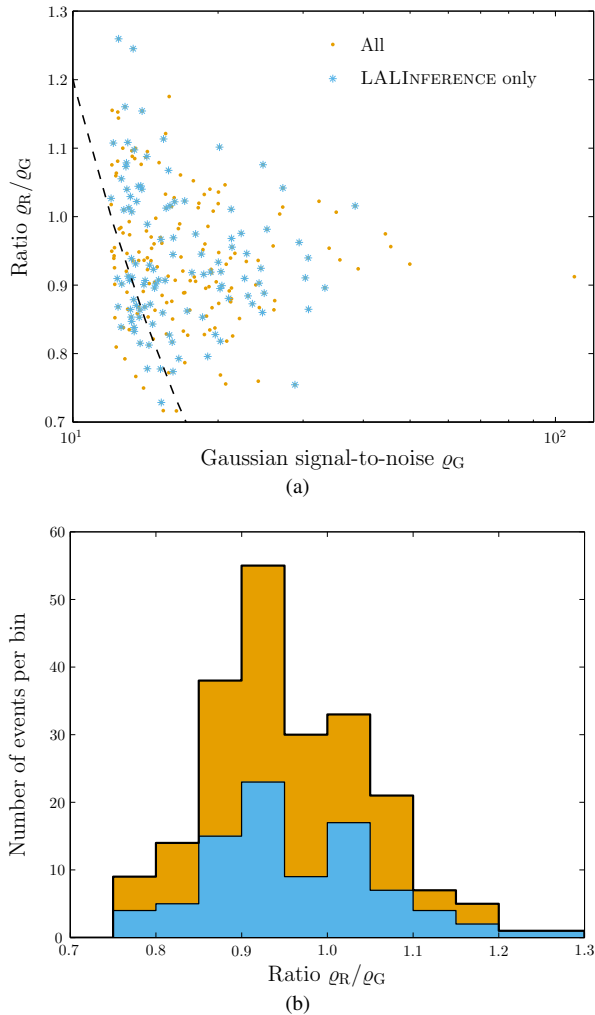 1.3
1.2
1.1
1.0
0.9
0.8
0.7
Ratio ϱR/ϱG
All
LALINFERENCE only
10¹
10²
Gaussian signal-to-noise ϱG
(a)
60
50
40
30
20
10
0
Number of events per bin
0.7
0.8
0.9
1.0
1.1
1.2
1.3
Ratio ϱR/ϱG
(b)